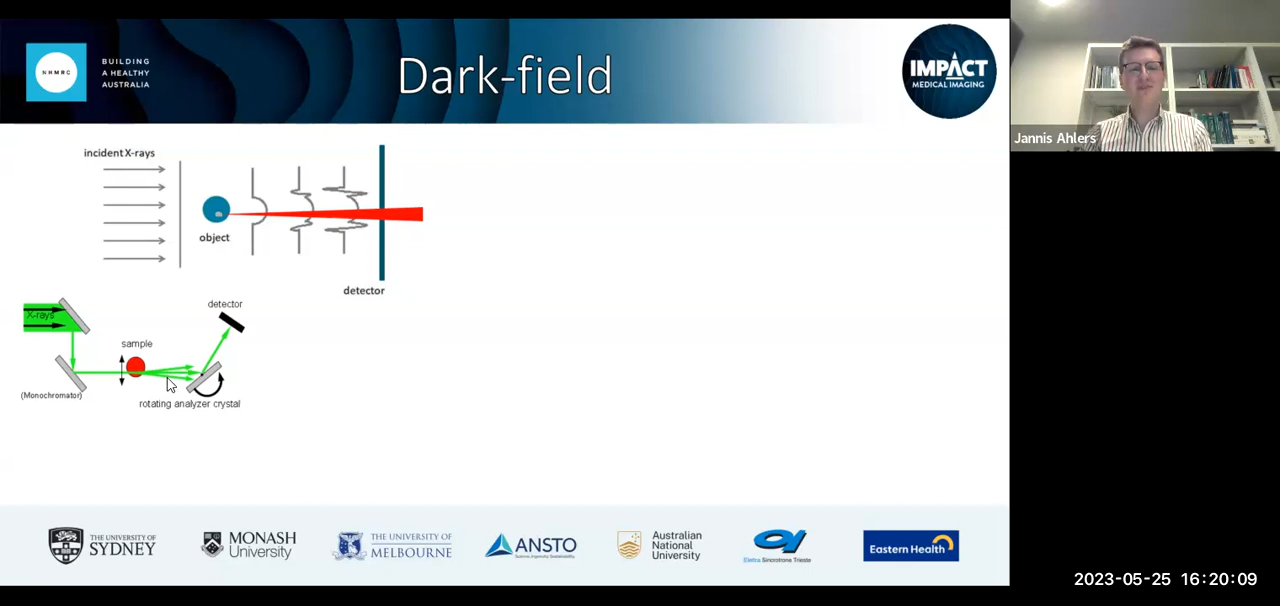 NHMRC
BUILDING
A HEALTHY
AUSTRALIA
Dark-field
IMPACT
MEDICAL IMAGING
Jannis Ahlers
incident X-rays
object
detector
X-rays
detector
sample
(Monochromator)
rotating analyzer crystal
THE UNIVERSITY OF
SYDNEY
MONASH
University
THE UNIVERSITY OF
MELBOURNE
ANSTO
Australian
National
University
Elettra Sincrotrone Trieste
Eastern Health
2023-05-25 16:20:09